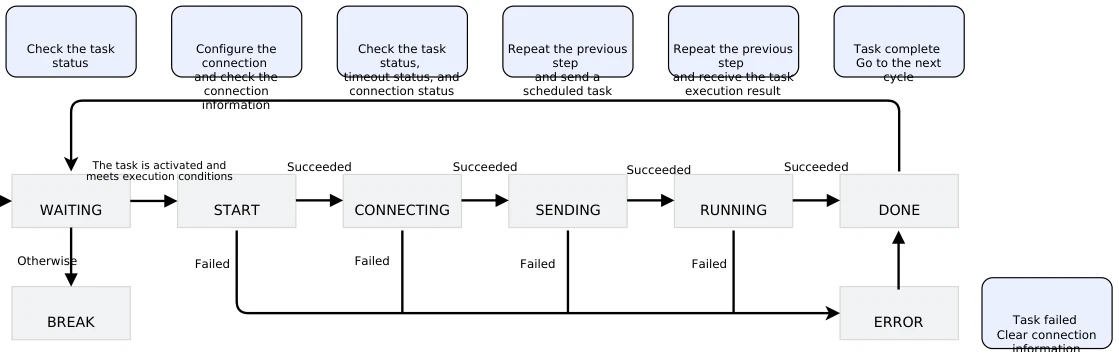 Check the task
status
Configure the
connection
and check the
connection
information
Check the task
status,
timeout status, and
connection status
Repeat the previous
step
and send a
scheduled task
Repeat the previous
step
and receive the task
execution result
Task complete
Go to the next
cycle
The task is activated and
meets execution conditions
Succeeded
Succeeded
Succeeded
Succeeded
WAITING
START
CONNECTING
SENDING
RUNNING
DONE
Otherwise
Failed
Failed
Failed
Failed
BREAK
ERROR
Task failed
Clear connection
information